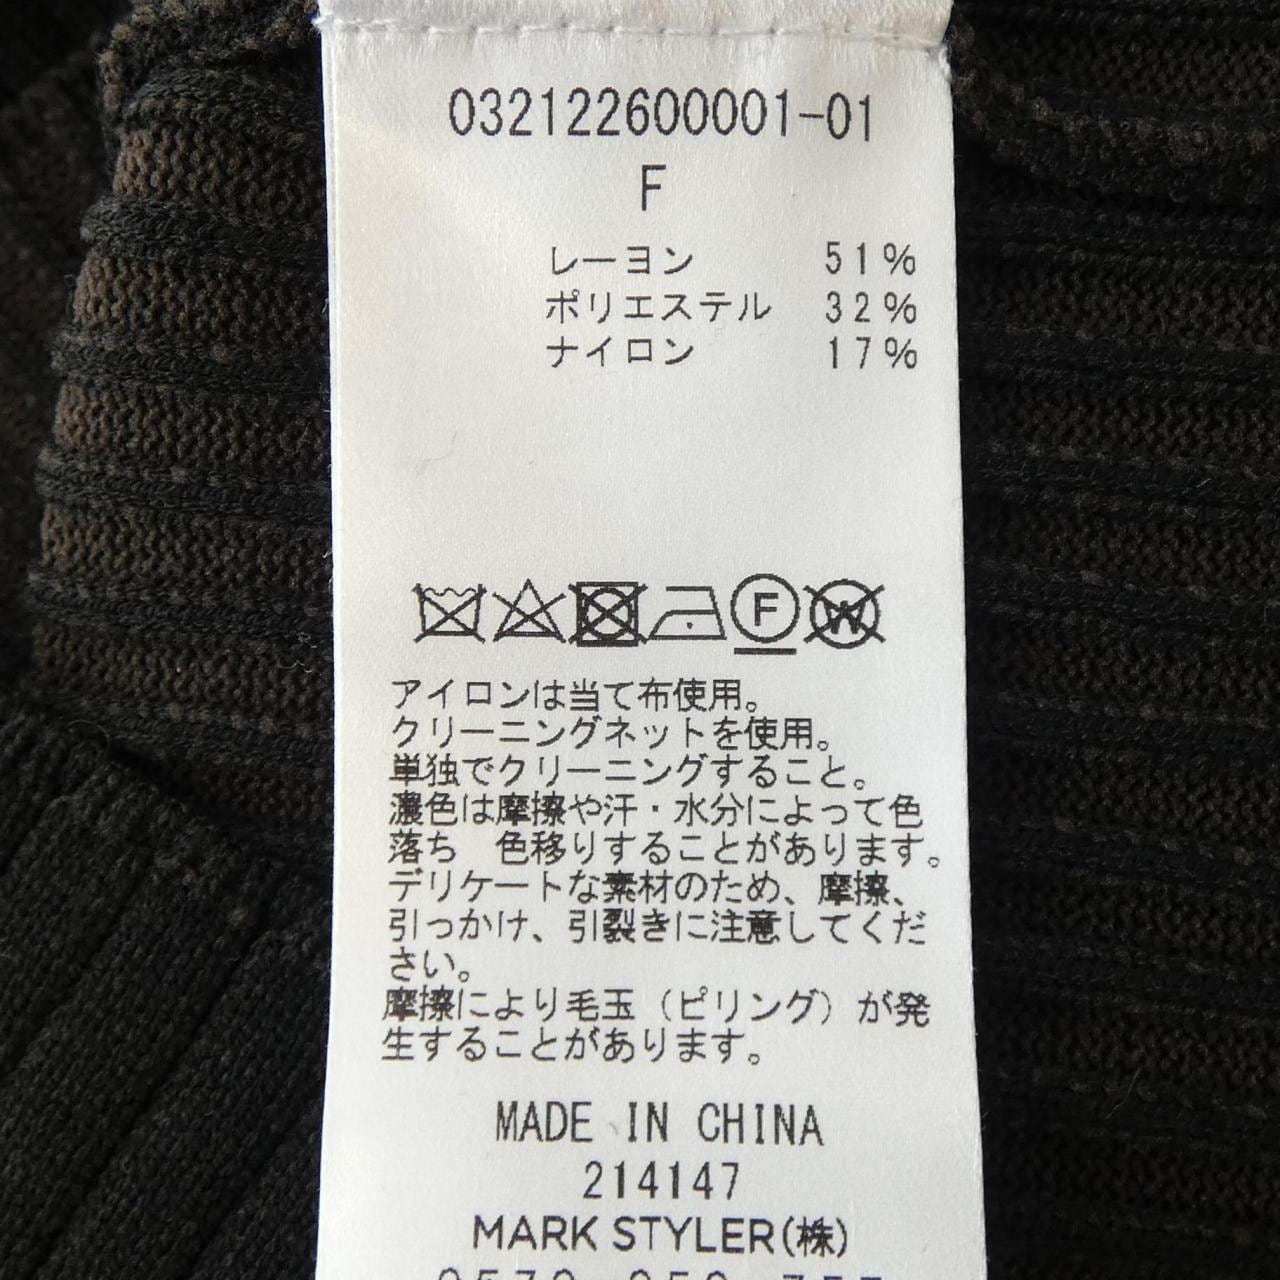 032122600001-01
F
レーヨン 51%
ポリエステル 32%
ナイロン 17%
F W
アイロンは当て布使用。
クリーニングネットを使用。
単独でクリーニングすること。
濃色は摩擦や汗・水分によって色
落ち 色移りすることがあります。
デリケートな素材のため、摩擦、
引っかけ、引裂きに注意してくだ
さい。
摩擦により毛玉（ピリング）が発
生することがあります。
MADE IN CHINA
214147
MARK STYLER(株)